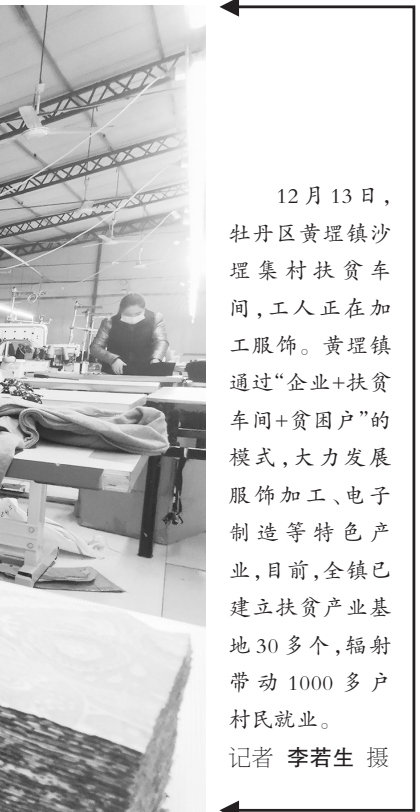 12月13日，
牡丹区黄堽镇沙
堽集村扶贫车
间，工人正在加
工服饰。黄堽镇
通过“企业+扶贫
车间+贫困户”的
模式，大力发展
服饰加工、电子
制造等特色产
业，目前，全镇已
建立扶贫产业基
地30多个，辐射
带动1000多户
村民就业。
记者 李若生 摄